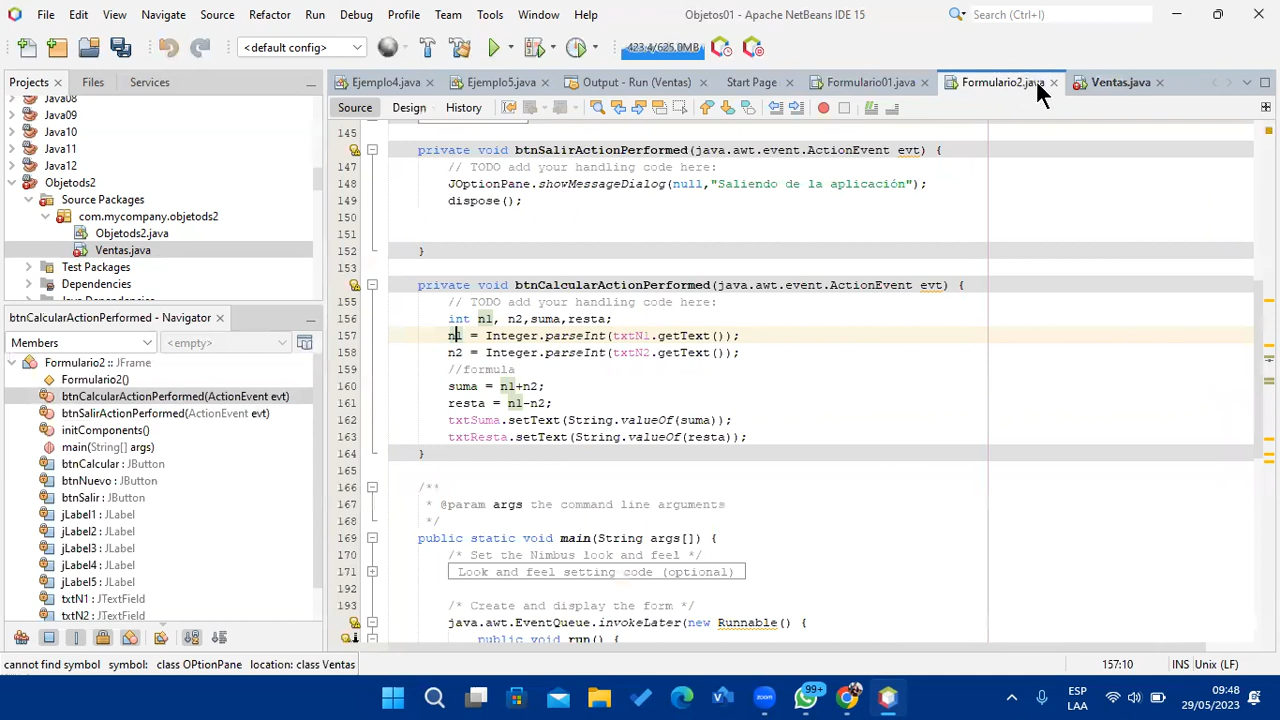 File Edit View Navigate Source Refactor Run Debug Profile Team Tools Window Help Objetos01 - Apache NetBeans IDE 15 Search (Ctrl+I)
<default config> 423.4/625.0MB
Projects Files Services
Java08
Java09
Java10
Java11
Java12
Objetods2
Source Packages
com.mycompany.objetods2
Objetods2.java
Ventas.java
Test Packages
Dependencies
btnCalcularActionPerformed - Navigator
Members <empty>
Formulario2 :: JFrame
Formulario2()
btnCalcularActionPerformed(ActionEvent evt)
btnSalirActionPerformed(ActionEvent evt)
initComponents()
main(String[] args)
btnCalcular : JButton
btnNuevo : JButton
btnSalir : JButton
jLabel1 : JLabel
jLabel2 : JLabel
jLabel3 : JLabel
jLabel4 : JLabel
jLabel5 : JLabel
txtN1 : JTextField
txtN2 : JTextField
Ejemplo4.java Ejemplo5.java Output - Run (Ventas) Start Page Formulario01.java Formulario2.java Ventas.java
Source Design History
145
private void btnSalirActionPerformed(java.awt.event.ActionEvent evt) {
147 // TODO add your handling code here:
148 JOptionPane.showMessageDialog(null,"Saliendo de la aplicación");
149 dispose();
150
151
152 }
153
private void btnCalcularActionPerformed(java.awt.event.ActionEvent evt) {
155 // TODO add your handling code here:
156 int n1, n2,suma,resta;
157 n1 = Integer.parseInt(txtN1.getText());
158 n2 = Integer.parseInt(txtN2.getText());
159 //formula
160 suma = n1+n2;
161 resta = n1-n2;
162 txtSuma.setText(String.valueOf(suma));
163 txtResta.setText(String.valueOf(resta));
164 }
165
166 /**
167 * @param args the command line arguments
168 */
169 public static void main(String args[]) {
170 /* Set the Nimbus look and feel */
171 Look and feel setting code (optional)
192
193 /* Create and display the form */
java.awt.EventQueue.invokeLater(new Runnable() {
public void run() {
cannot find symbol symbol: class OPtionPane location: class Ventas 157:10 INS Unix (LF)
99+ ESP LAA 09:48 29/05/2023